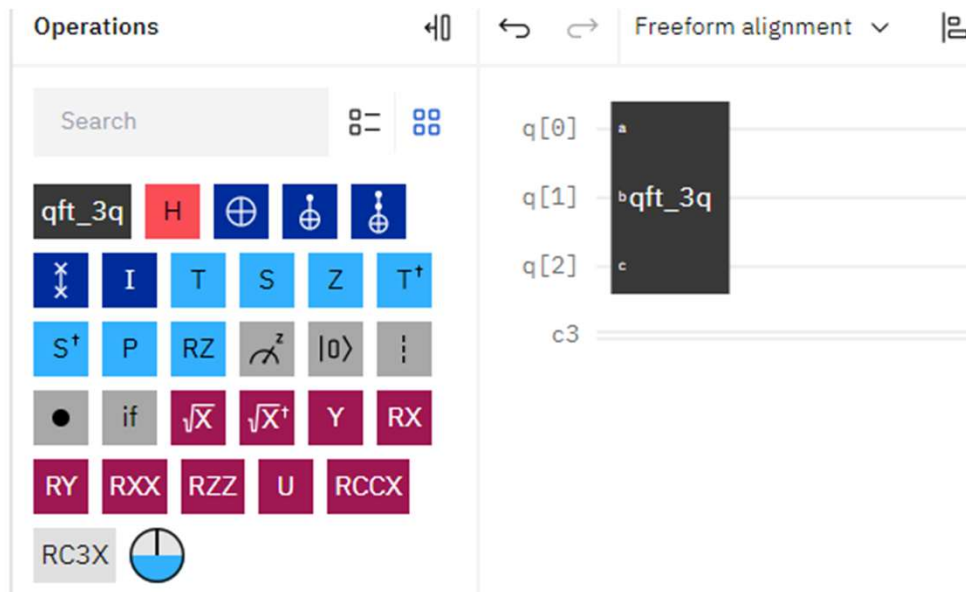 Operations
Freeform alignment
Search
qft_3q H
I T S Z T†
S† P RZ z |0⟩
if √X √X† Y RX
RY RXX RZZ U RCCX
RC3X
q[0] a
q[1] b qft_3q
q[2] c
c3